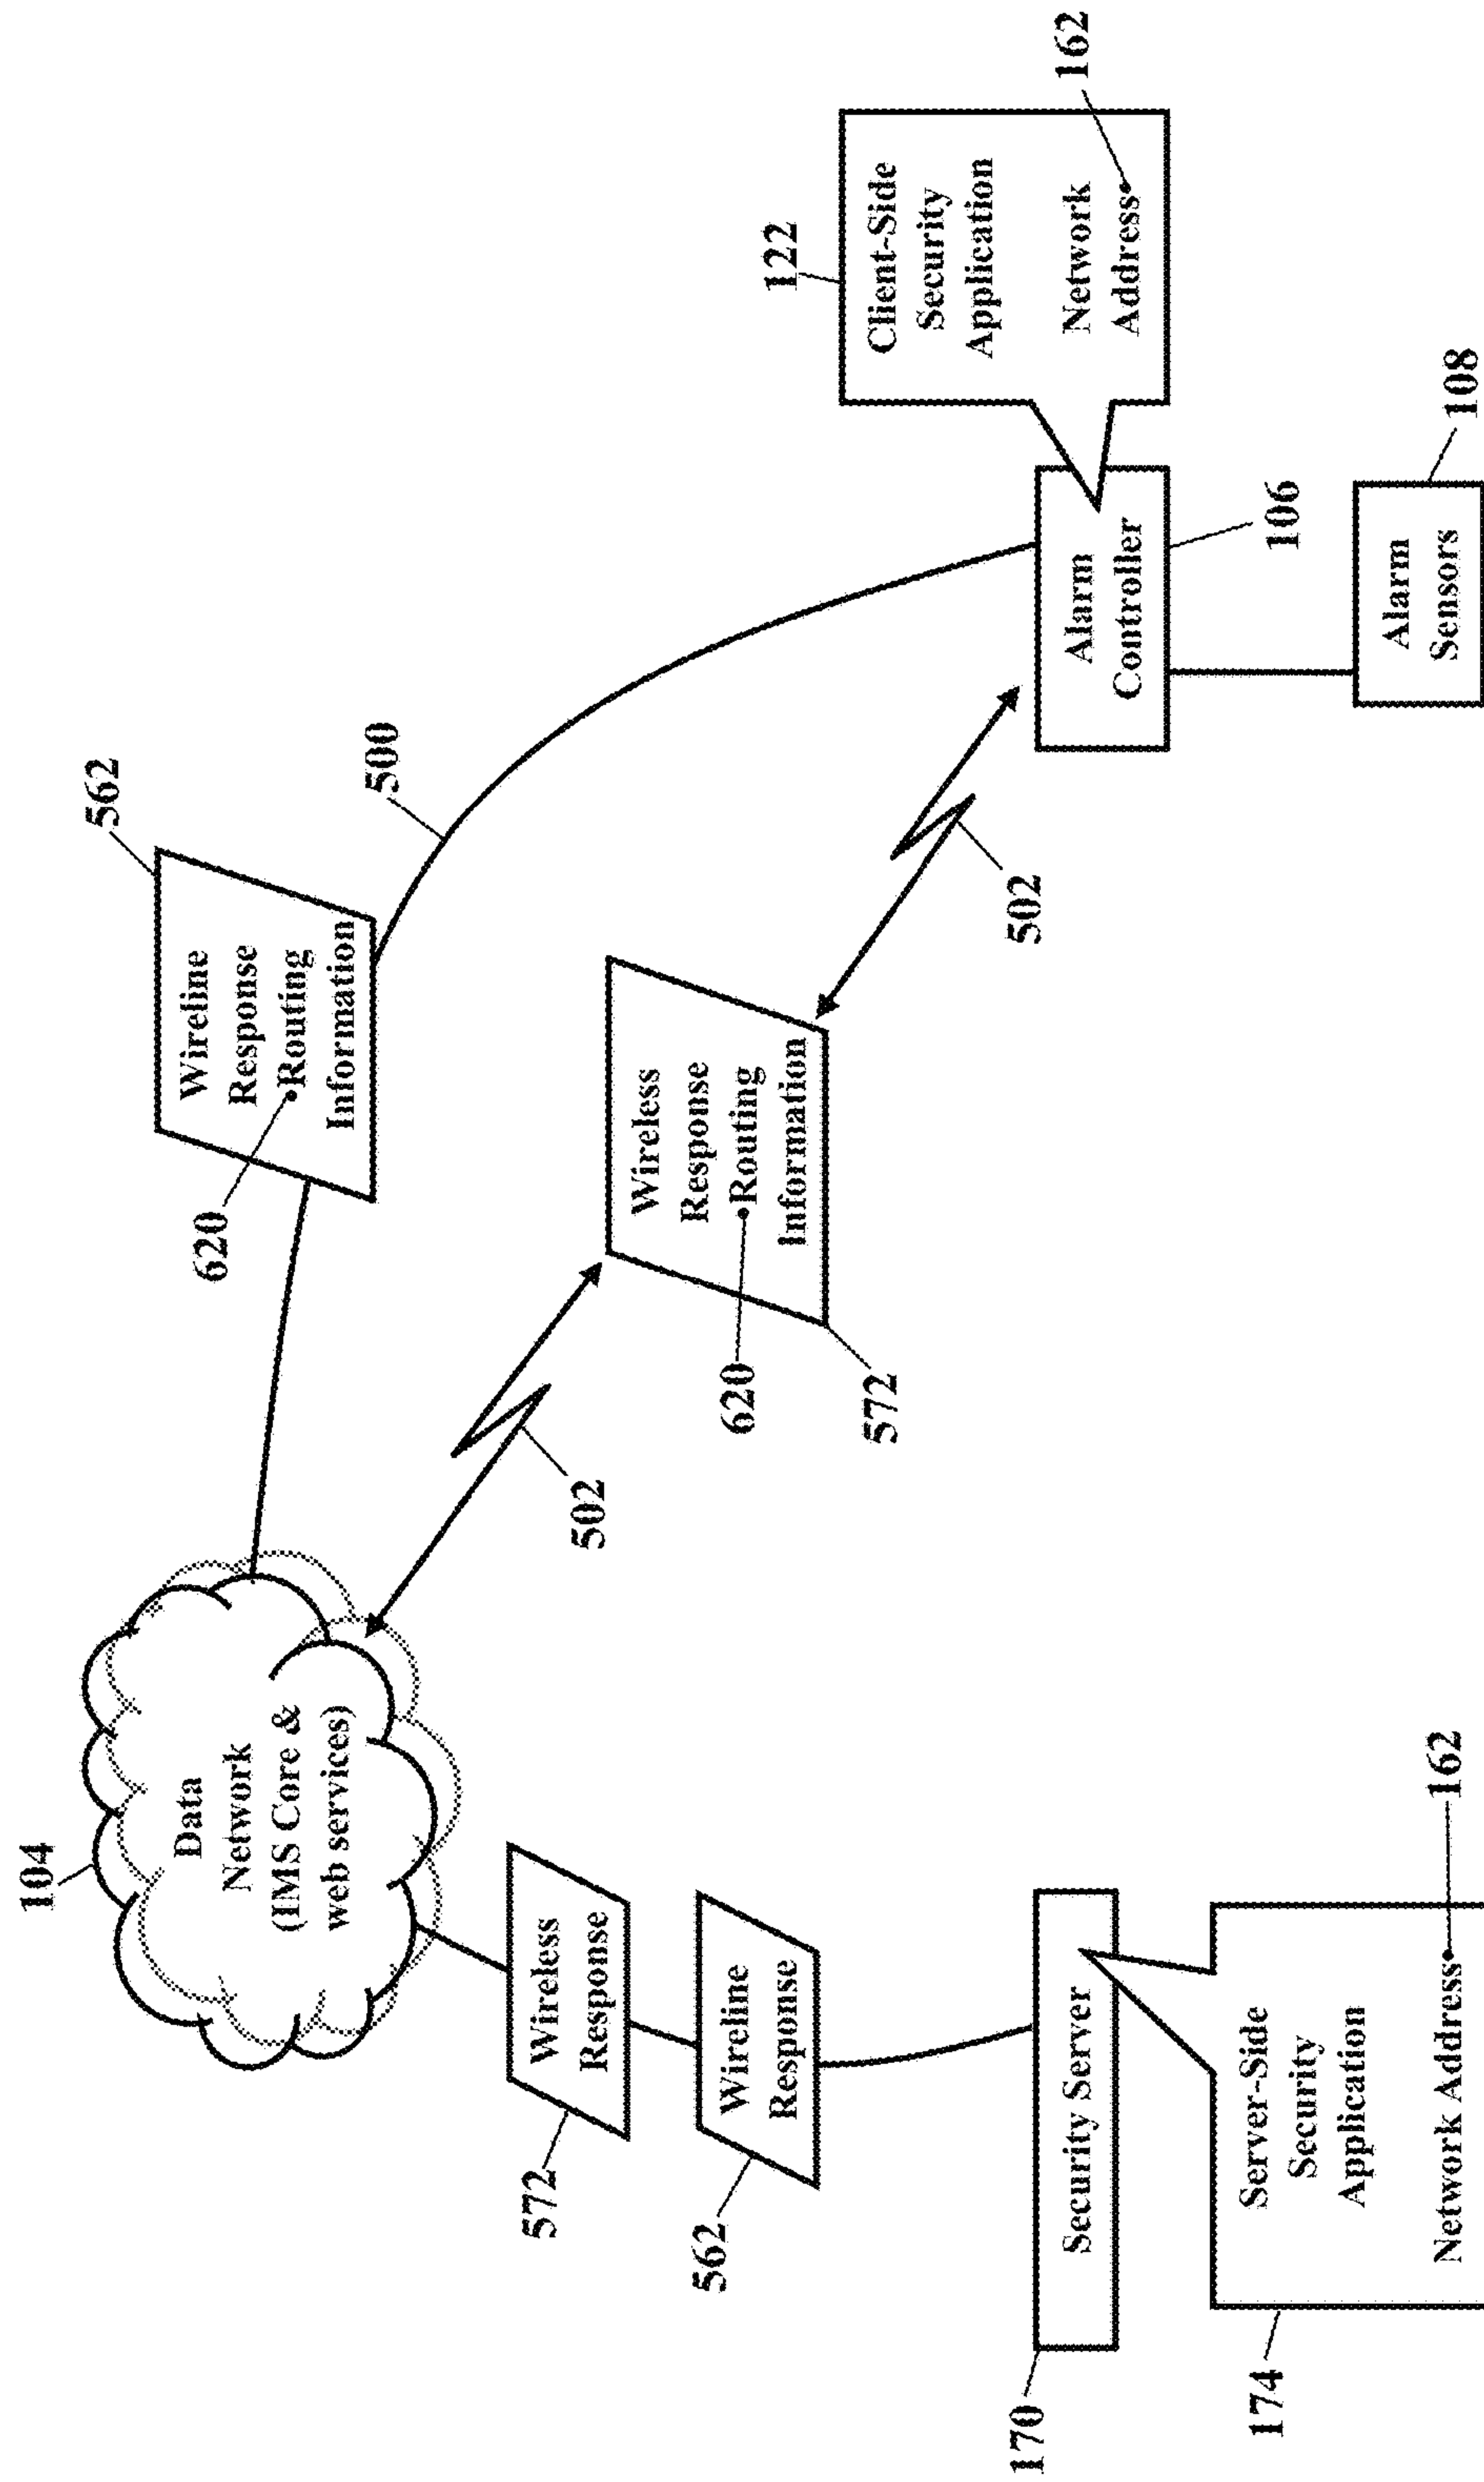 104
Data
Network
(IMS Core &
web services)
620
Wireline
Response
Routing
Information
562
500
502
620
Wireless
Response
Routing
Information
572
502
572
Wireless
Response
562
Wireline
Response
170
Security Server
174
Server-Side
Security
Application
Network Address
162
122
Client-Side
Security
Application
Network
Address
162
Alarm
Controller
106
Alarm
Sensors
108